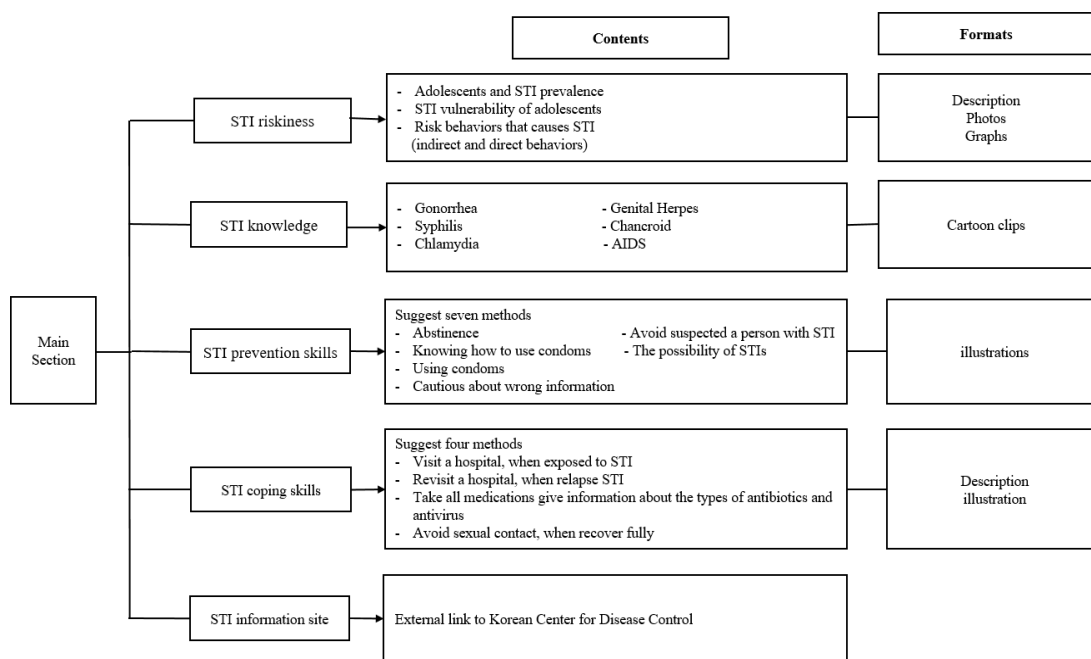 Contents
Formats
STI riskiness
- Adolescents and STI prevalence
- STI vulnerability of adolescents
- Risk behaviors that causes STI
(indirect and direct behaviors)
Description
Photos
Graphs
STI knowledge
- Gonorrhea - Genital Herpes
- Syphilis - Chancroid
- Chlamydia - AIDS
Cartoon clips
Main
Section
STI prevention skills
Suggest seven methods
- Abstinence - Avoid suspected a person with STI
- Knowing how to use condoms - The possibility of STIs
- Using condoms
- Cautious about wrong information
illustrations
STI coping skills
Suggest four methods
- Visit a hospital, when exposed to STI
- Revisit a hospital, when relapse STI
- Take all medications give information about the types of antibiotics and
antivirus
- Avoid sexual contact, when recover fully
Description
illustration
STI information site
External link to Korean Center for Disease Control